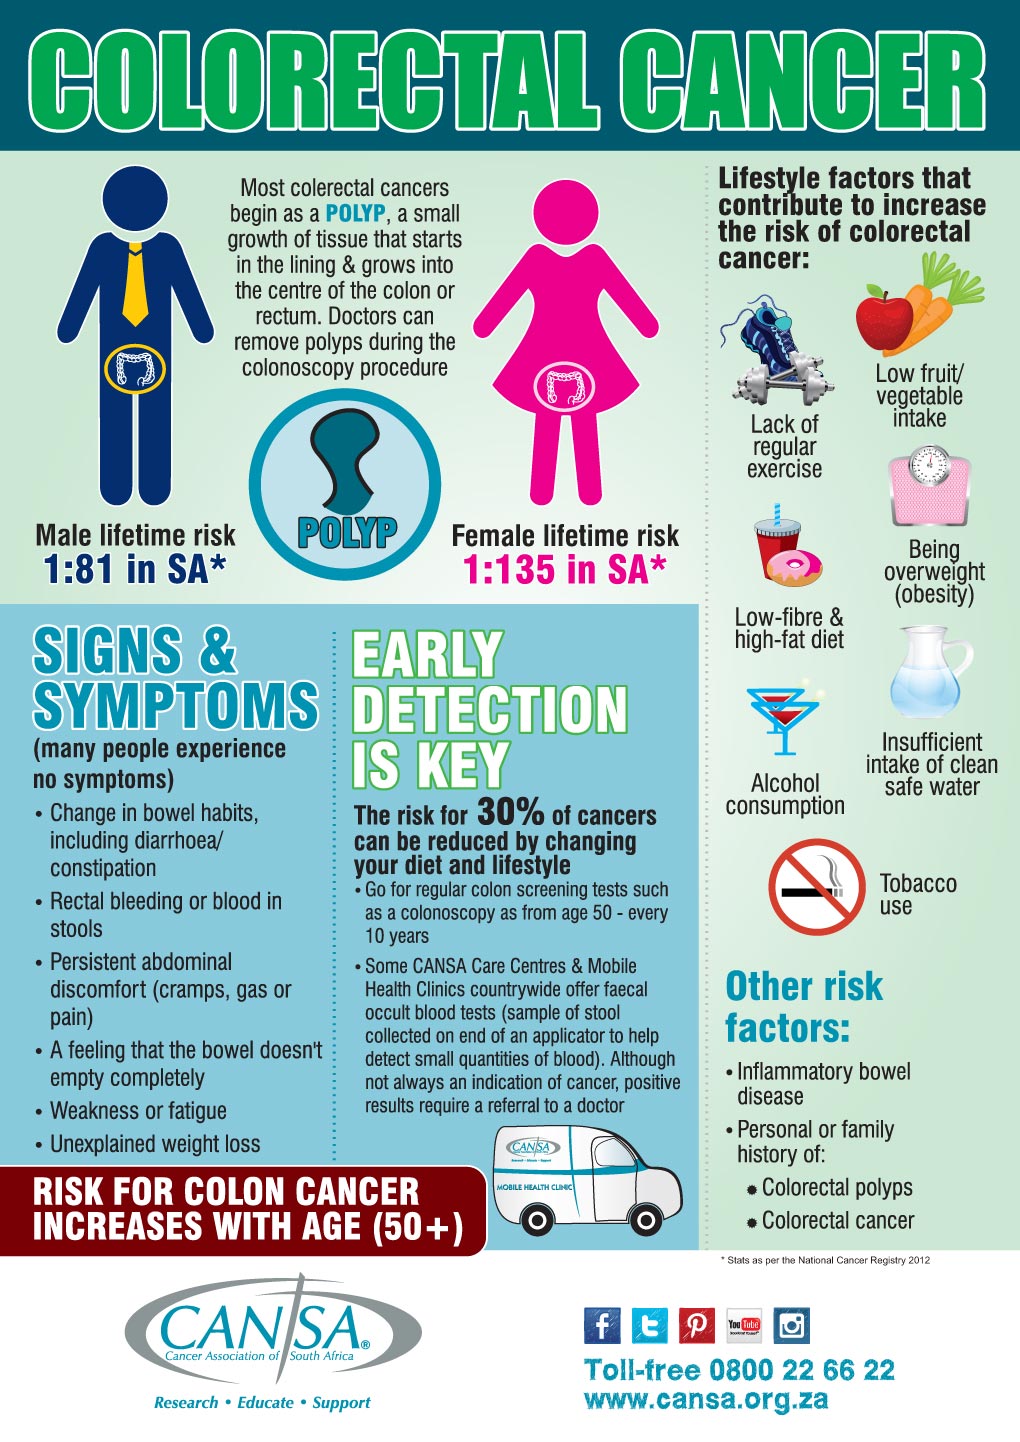 COLORECTAL CANCER
Most colerectal cancers
begin as a POLYP, a small
growth of tissue that starts
in the lining & grows into
the centre of the colon or
rectum. Doctors can
remove polyps during the
colonoscopy procedure
POLYP
Male lifetime risk
1:81 in SA*
Female lifetime risk
1:135 in SA*
Lifestyle factors that
contribute to increase
the risk of colorectal
cancer:
Lack of
regular
exercise
Low fruit/
vegetable
intake
Being
overweight
(obesity)
Low-fibre &
high-fat diet
Insufficient
intake of clean
safe water
Alcohol
consumption
Tobacco
use
Other risk
factors:
• Inflammatory bowel
disease
• Personal or family
history of:
Colorectal polyps
Colorectal cancer
SIGNS &
SYMPTOMS
(many people experience
no symptoms)
• Change in bowel habits,
including diarrhoea/
constipation
• Rectal bleeding or blood in
stools
• Persistent abdominal
discomfort (cramps, gas or
pain)
• A feeling that the bowel doesn't
empty completely
• Weakness or fatigue
• Unexplained weight loss
EARLY
DETECTION
IS KEY
The risk for 30% of cancers
can be reduced by changing
your diet and lifestyle
• Go for regular colon screening tests such
as a colonoscopy as from age 50 - every
10 years
• Some CANSA Care Centres & Mobile
Health Clinics countrywide offer faecal
occult blood tests (sample of stool
collected on end of an applicator to help
detect small quantities of blood). Although
not always an indication of cancer, positive
results require a referral to a doctor
CANSA
Research • Educate • Support
MOBILE HEALTH CLINIC
RISK FOR COLON CANCER
INCREASES WITH AGE (50+)
* Stats as per the National Cancer Registry 2012
CANSA®
Cancer Association of South Africa
Research • Educate • Support
You Tube
Toll-free 0800 22 66 22
www.cansa.org.za